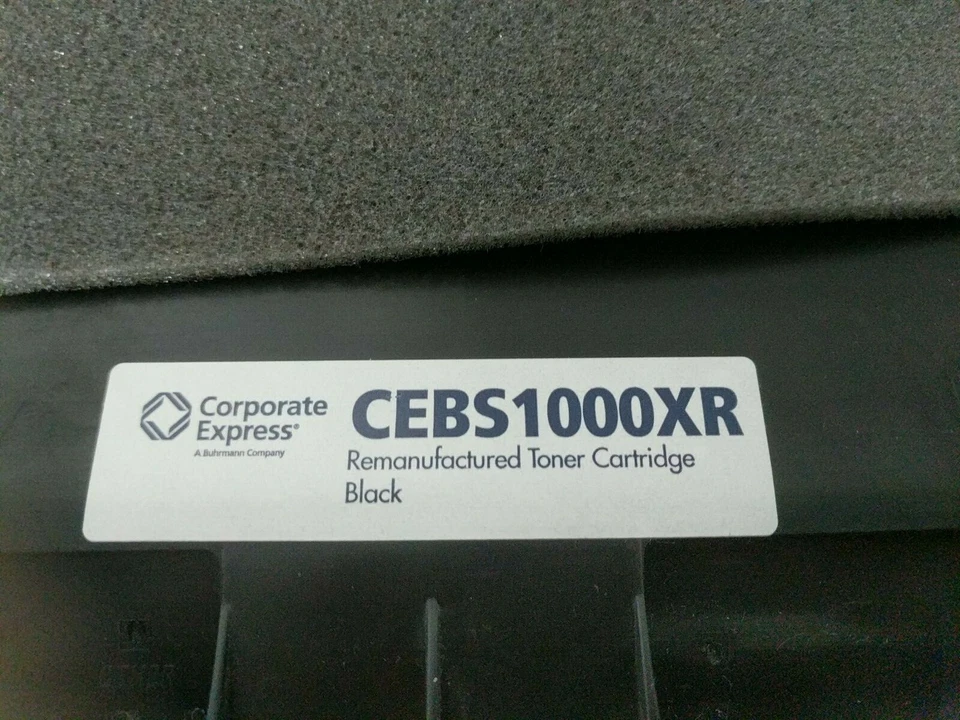 Corporate
Express®
A Buhrmann Company
CEBS1000XR
Remanufactured Toner Cartridge
Black